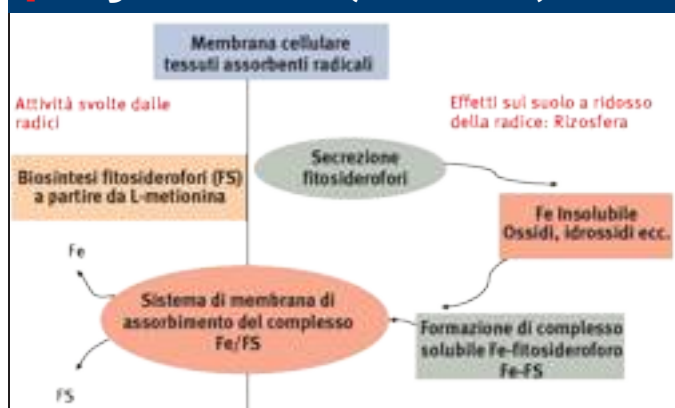 Membrana cellulare
tessuti assorbenti radicali
Attività svolte dalle
radici
Effetti sul suolo a ridosso
della radice: Rizosfera
Secrezione
fitosiderofori
Biosintesi fitosiderofori (FS)
a partire da L-metionina
Fe Insolubile
Ossidi, idrossidi ecc.
Fe
Sistema di membrana di
assorbimento del complesso
Fe/FS
Formazione di complesso
solubile Fe-fitosideroforo
Fe-FS
FS